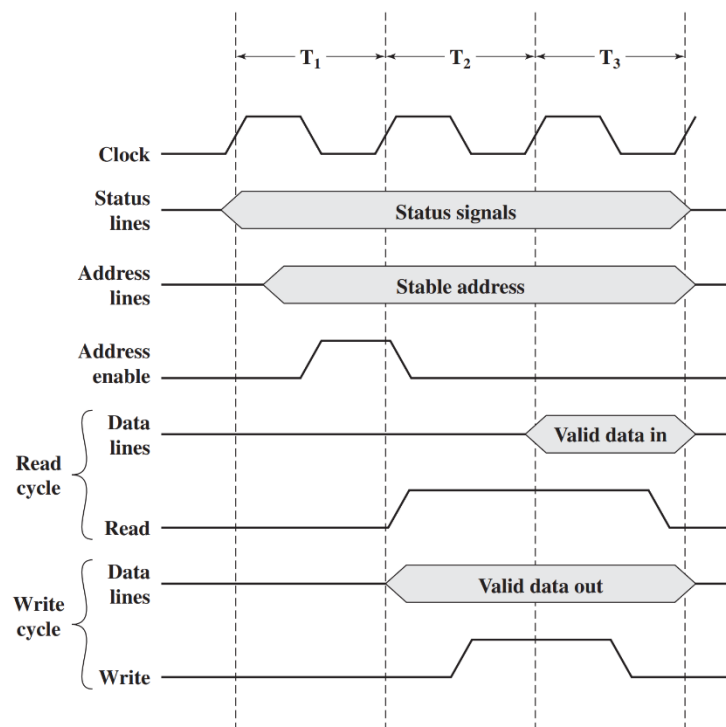 T₁ T₂ T₃
Clock
Status
lines
Status signals
Address
lines
Stable address
Address
enable
Read
cycle
Data
lines
Valid data in
Read
Write
cycle
Data
lines
Valid data out
Write